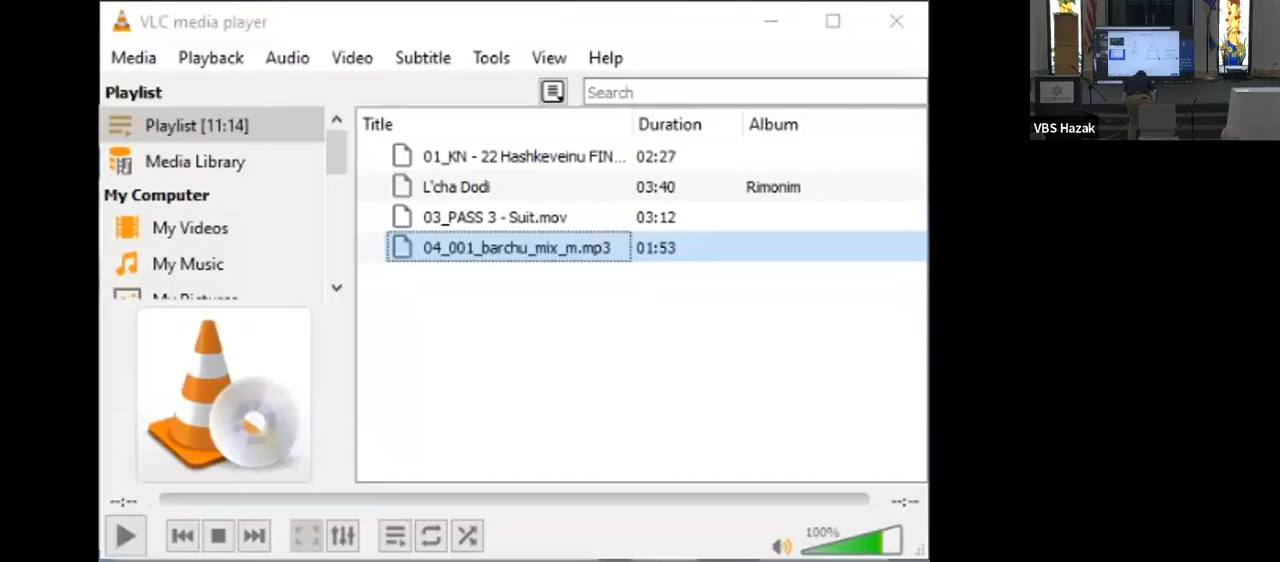 VLC media player
Media Playback Audio Video Subtitle Tools View Help
Playlist
Search
Playlist [11:14]
Media Library
My Computer
My Videos
My Music
My Pictures
Title Duration Album
01_KN - 22 Hashkeveinu FIN... 02:27
L'cha Dodi 03:40 Rimonim
03_PASS 3 - Suit.mov 03:12
04_001_barchu_mix_m.mp3 01:53
--:-- --:--
100%
VBS Hazak